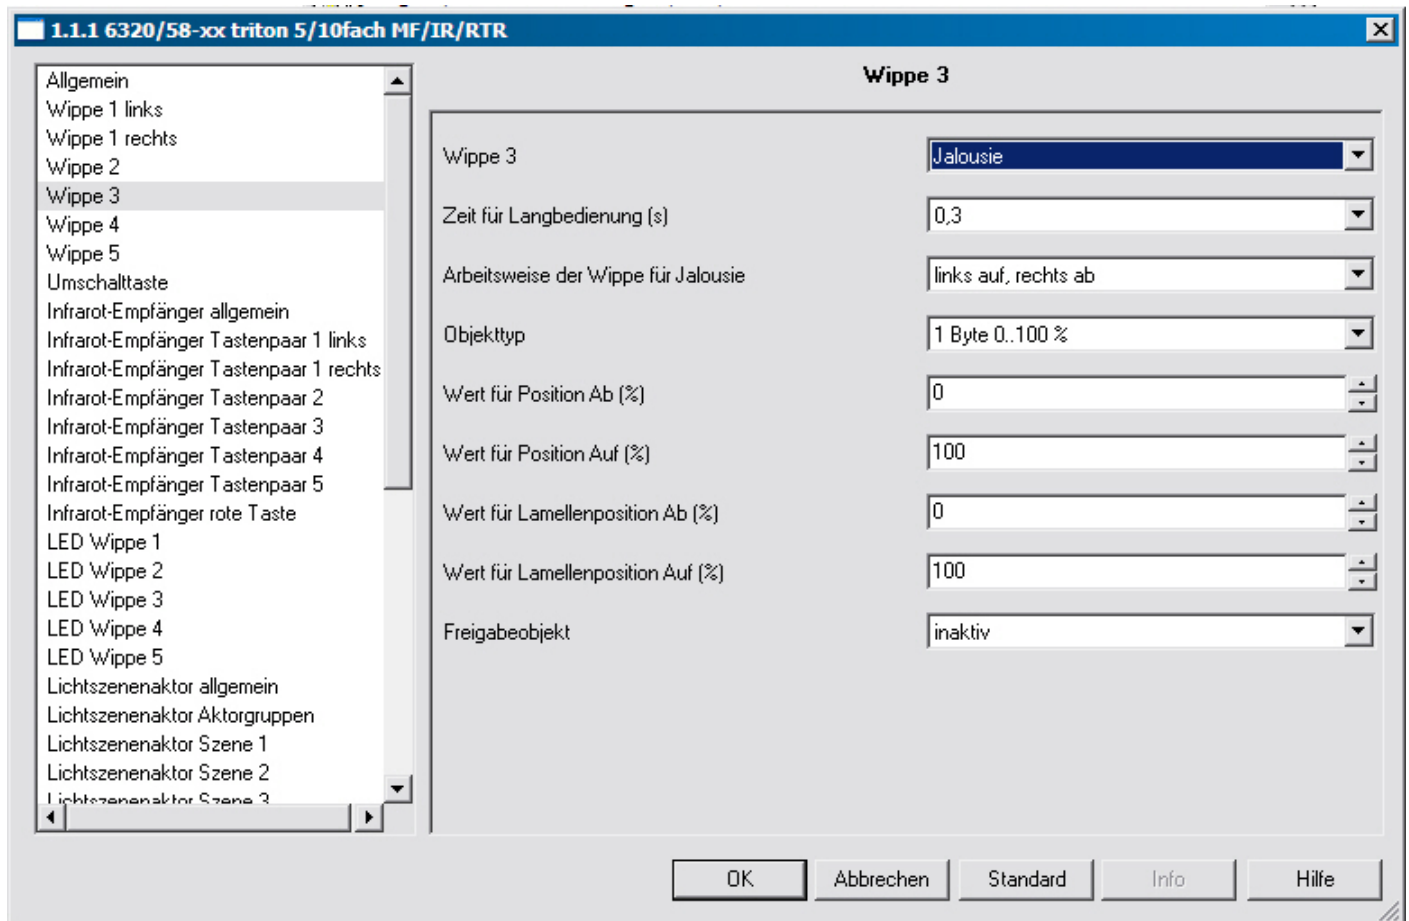 1.1.1 6320/58-xx triton 5/10fach MF/IR/RTR
Allgemein
Wippe 1 links
Wippe 1 rechts
Wippe 2
Wippe 3
Wippe 4
Wippe 5
Umschalttaste
Infrarot-Empfänger allgemein
Infrarot-Empfänger Tastenpaar 1 links
Infrarot-Empfänger Tastenpaar 1 rechts
Infrarot-Empfänger Tastenpaar 2
Infrarot-Empfänger Tastenpaar 3
Infrarot-Empfänger Tastenpaar 4
Infrarot-Empfänger Tastenpaar 5
Infrarot-Empfänger rote Taste
LED Wippe 1
LED Wippe 2
LED Wippe 3
LED Wippe 4
LED Wippe 5
Lichtszenenaktor allgemein
Lichtszenenaktor Aktorgruppen
Lichtszenenaktor Szene 1
Lichtszenenaktor Szene 2
Lichtszenenaktor Szene 3
Wippe 3
Wippe 3 Jalousie
Zeit für Langbedienung (s) 0,3
Arbeitsweise der Wippe für Jalousie links auf, rechts ab
Objekttyp 1 Byte 0..100 %
Wert für Position Ab (%) 0
Wert für Position Auf (%) 100
Wert für Lamellenposition Ab (%) 0
Wert für Lamellenposition Auf (%) 100
Freigabeobjekt inaktiv
OK Abbrechen Standard Info Hilfe